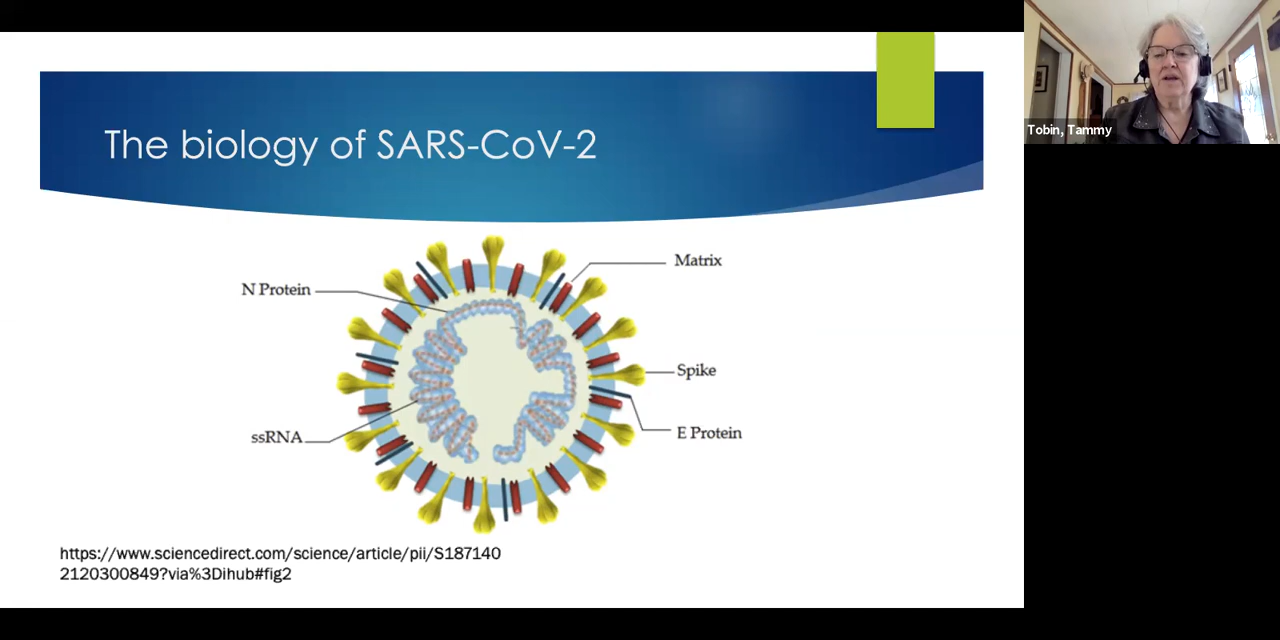 The biology of SARS-CoV-2
Tobin, Tammy
N Protein
Matrix
Spike
ssRNA
E Protein
https://www.sciencedirect.com/science/article/pii/S187140
2120300849?via%3Dihub#fig2